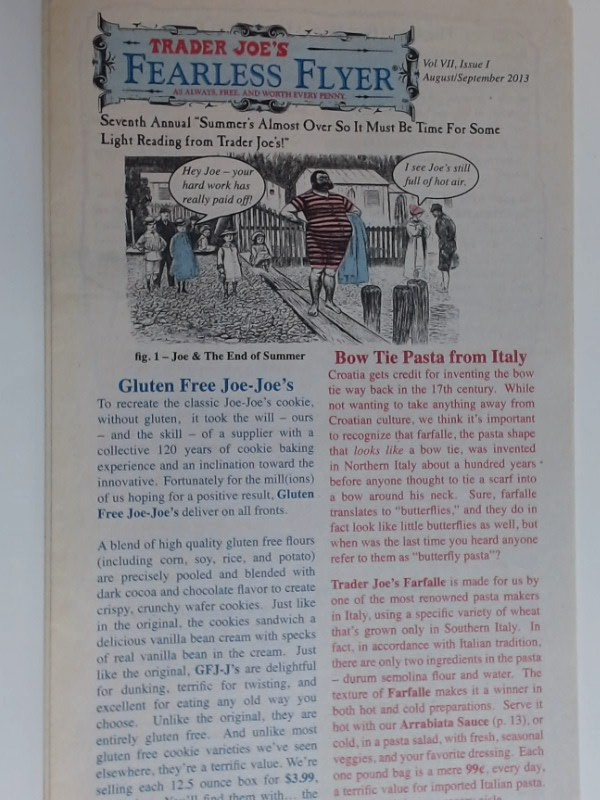 TRADER JOE'S
FEARLESS FLYER®
AS ALWAYS, FREE, AND WORTH EVERY PENNY.
Vol VII, Issue I
August/September 2013
Seventh Annual "Summer's Almost Over So It Must Be Time For Some
Light Reading from Trader Joe's!"
Hey Joe – your
hard work has
really paid off!
I see Joe's still
full of hot air.
fig. 1 – Joe & The End of Summer
Gluten Free Joe-Joe's
To recreate the classic Joe-Joe's cookie,
without gluten, it took the will – ours
– and the skill – of a supplier with a
collective 120 years of cookie baking
experience and an inclination toward the
innovative. Fortunately for the mill(ions)
of us hoping for a positive result, Gluten
Free Joe-Joe's deliver on all fronts.
A blend of high quality gluten free flours
(including corn, soy, rice, and potato)
are precisely pooled and blended with
dark cocoa and chocolate flavor to create
crispy, crunchy wafer cookies. Just like
in the original, the cookies sandwich a
delicious vanilla bean cream with specks
of real vanilla bean in the cream. Just
like the original, GFJ-J's are delightful
for dunking, terrific for twisting, and
excellent for eating any old way you
choose. Unlike the original, they are
entirely gluten free. And unlike most
gluten free cookie varieties we've seen
elsewhere, they're a terrific value. We're
selling each 12.5 ounce box for $3.99,
You'll find them with... the
Bow Tie Pasta from Italy
Croatia gets credit for inventing the bow
tie way back in the 17th century. While
not wanting to take anything away from
Croatian culture, we think it's important
to recognize that farfalle, the pasta shape
that looks like a bow tie, was invented
in Northern Italy about a hundred years
before anyone thought to tie a scarf into
a bow around his neck. Sure, farfalle
translates to "butterflies," and they do in
fact look like little butterflies as well, but
when was the last time you heard anyone
refer to them as "butterfly pasta"?
Trader Joe's Farfalle is made for us by
one of the most renowned pasta makers
in Italy, using a specific variety of wheat
that's grown only in Southern Italy. In
fact, in accordance with Italian tradition,
there are only two ingredients in the pasta
– durum semolina flour and water. The
texture of Farfalle makes it a winner in
both hot and cold preparations. Serve it
hot with our Arrabiata Sauce (p. 13), or
cold, in a pasta salad, with fresh, seasonal
veggies, and your favorite dressing. Each
one pound bag is a mere 99¢, every day,
a terrific value for imported Italian pasta.